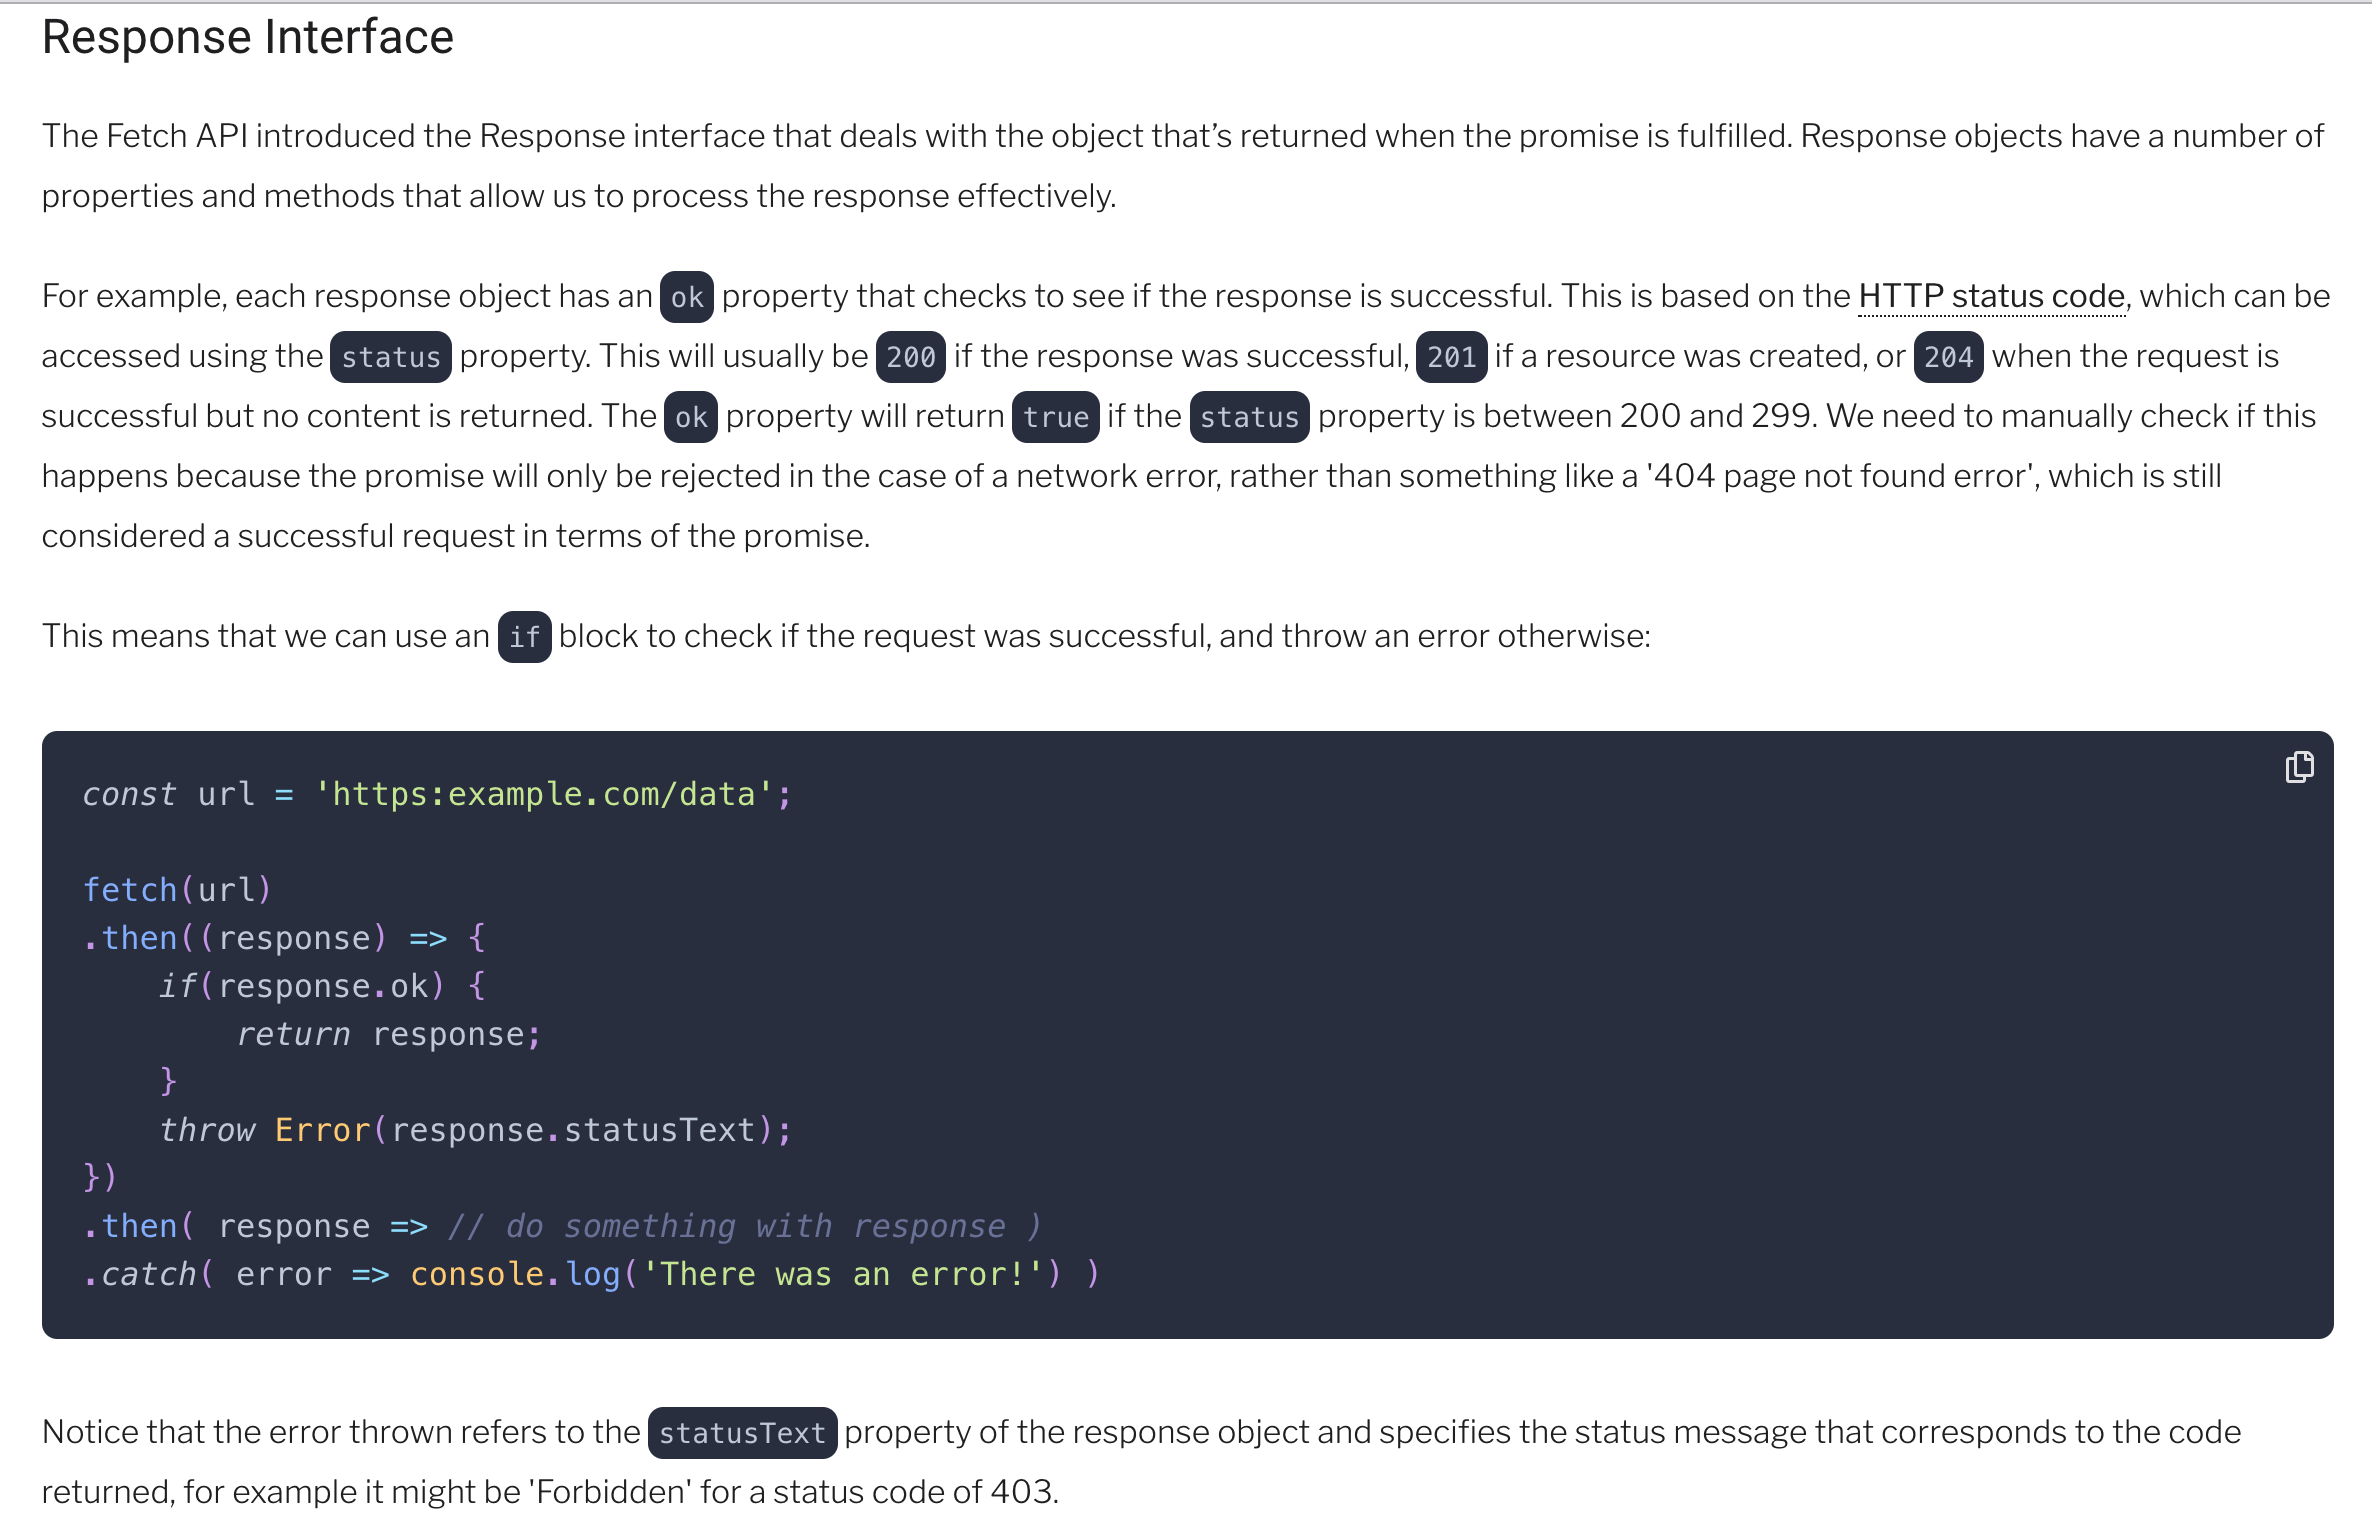 Response Interface
The Fetch API introduced the Response interface that deals with the object that’s returned when the promise is fulfilled. Response objects have a number of
properties and methods that allow us to process the response effectively.
For example, each response object has an ok property that checks to see if the response is successful. This is based on the HTTP status code, which can be
accessed using the status property. This will usually be 200 if the response was successful, 201 if a resource was created, or 204 when the request is
successful but no content is returned. The ok property will return true if the status property is between 200 and 299. We need to manually check if this
happens because the promise will only be rejected in the case of a network error, rather than something like a '404 page not found error', which is still
considered a successful request in terms of the promise.
This means that we can use an if block to check if the request was successful, and throw an error otherwise:
const url = 'https:example.com/data';
fetch(url)
.then((response) => {
    if(response.ok) {
        return response;
    }
    throw Error(response.statusText);
})
.then( response => // do something with response )
.catch( error => console.log('There was an error!') )
Notice that the error thrown refers to the statusText property of the response object and specifies the status message that corresponds to the code
returned, for example it might be 'Forbidden' for a status code of 403.